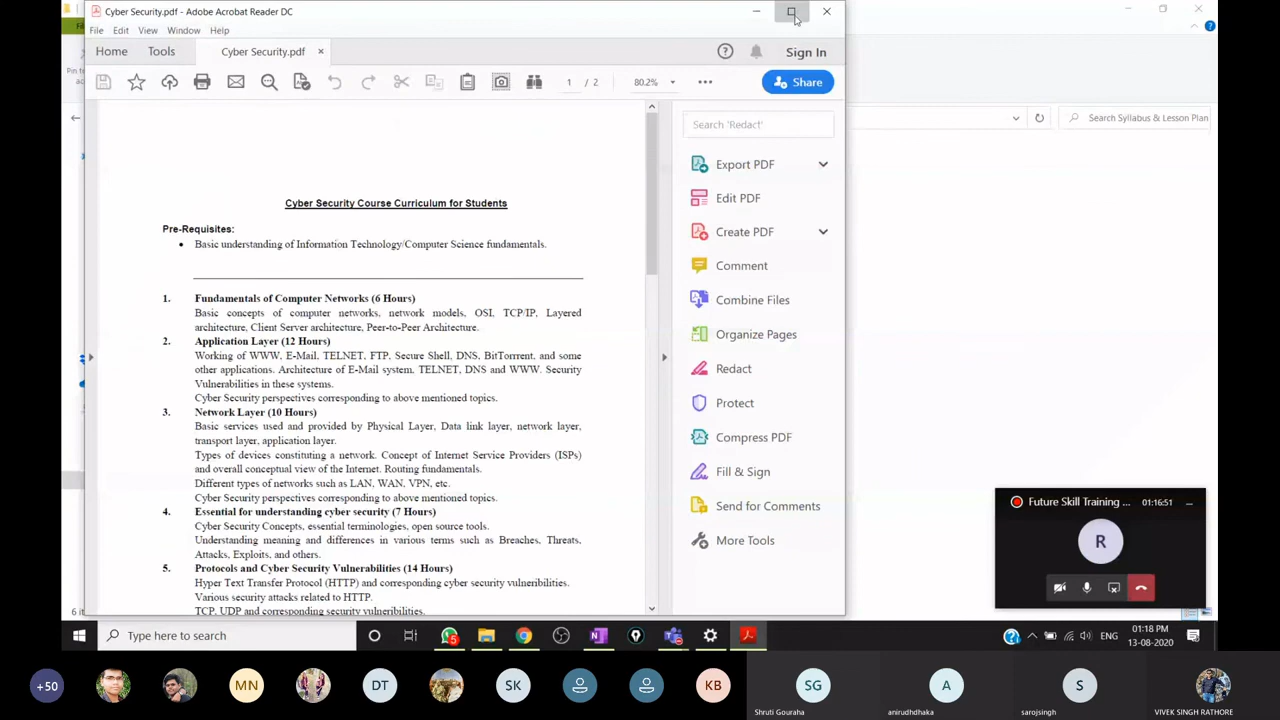 Cyber Security.pdf - Adobe Acrobat Reader DC
File Edit View Window Help
Home Tools Cyber Security.pdf × Sign In
1 / 2 80.2% Share
Search 'Redact'
Search Syllabus & Lesson Plan
Export PDF
Edit PDF
Create PDF
Comment
Combine Files
Organize Pages
Redact
Protect
Compress PDF
Fill & Sign
Send for Comments
More Tools
Cyber Security Course Curriculum for Students
Pre-Requisites:
• Basic understanding of Information Technology/Computer Science fundamentals.
1. Fundamentals of Computer Networks (6 Hours)
Basic concepts of computer networks, network models, OSI, TCP/IP, Layered
architecture, Client Server architecture, Peer-to-Peer Architecture.
2. Application Layer (12 Hours)
Working of WWW, E-Mail, TELNET, FTP, Secure Shell, DNS, BitTorrent, and some
other applications. Architecture of E-Mail system, TELNET, DNS and WWW. Security
Vulnerabilities in these systems.
Cyber Security perspectives corresponding to above mentioned topics.
3. Network Layer (10 Hours)
Basic services used and provided by Physical Layer, Data link layer, network layer,
transport layer, application layer.
Types of devices constituting a network. Concept of Internet Service Providers (ISPs)
and overall conceptual view of the Internet. Routing fundamentals.
Different types of networks such as LAN, WAN, VPN, etc.
Cyber Security perspectives corresponding to above mentioned topics.
4. Essential for understanding cyber security (7 Hours)
Cyber Security Concepts, essential terminologies, open source tools.
Understanding meaning and differences in various terms such as Breaches, Threats,
Attacks, Exploits, and others.
5. Protocols and Cyber Security Vulnerabilities (14 Hours)
Hyper Text Transfer Protocol (HTTP) and corresponding cyber security vulneribilities.
Various security attacks related to HTTP.
TCP, UDP and corresponding security vulneribilities.
Future Skill Training ... 01:16:51
R
6 it
Type here to search
5
ENG
01:18 PM
13-08-2020
+50 MN DT SK KB SG A S
Shruti Gouraha anirudhdhaka sarojsingh VIVEK SINGH RATHORE